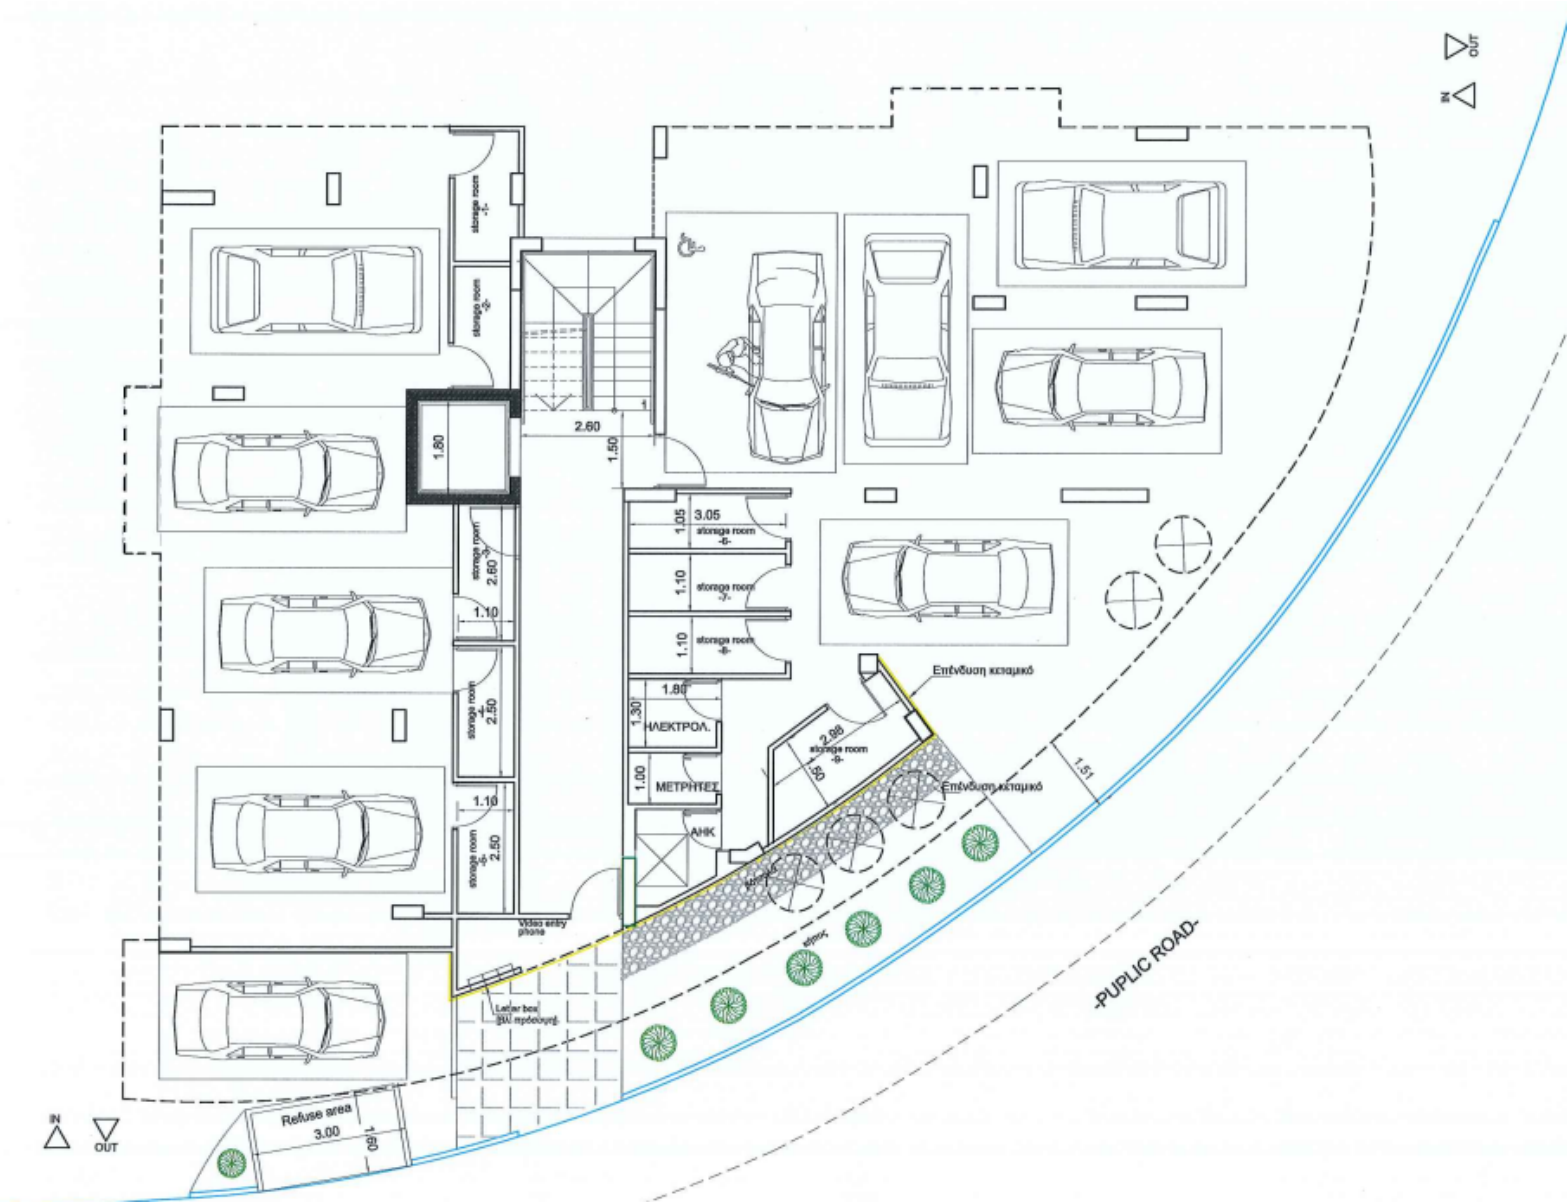 OUT
IN
storage room
-1-
storage room
-2-
1.80
2.60
1.50
1.05
3.05
storage room
-6-
storage room
-3-
2.60
1.10
1.10
storage room
-7-
1.10
storage room
-8-
Επένδυση κεταμικό
storage room
-4-
2.50
1.80
1.30
ΗΛΕΚΤΡΟΛ.
2.98
storage room
-9-
.50
1.51
1.00
ΜΕΤΡΗΤΕΣ
Επένδυση κεταμικό
1.10
storage room
-5-
2.50
ΑΗΚ
Video entry
phone
-PUPLIC ROAD-
Letter box
Refuse area
3.00
1.60
IN
OUT